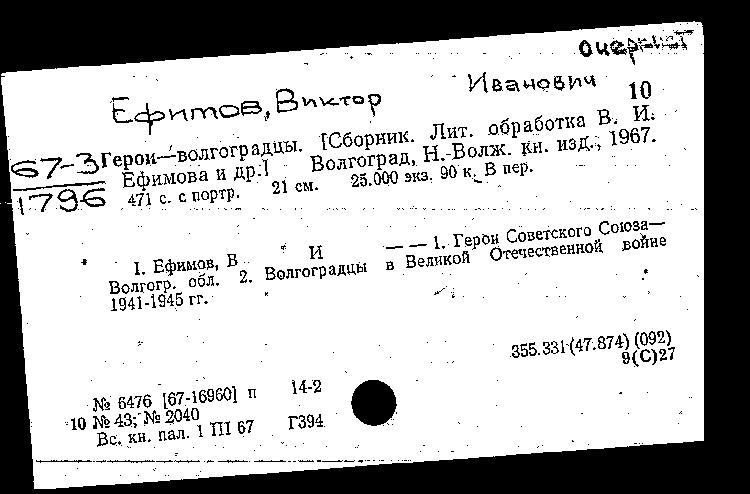 очеркист
Ефимов, Виктор Иванович
10
67-3
1796
Герои—волгоградцы. [Сборник. Лит. обработка В. И.
Ефимова и др.] Волгоград, Н.-Волж. кн. изд., 1967.
471 с. с портр. 21 см. 25.000 экз. 90 к. В пер.
I. Ефимов, В И — — 1. Герои Советского Союза—
Волгогр. обл. 2. Волгоградцы в Великой Отечественной войне
1941-1945 гг.
355.331(47.874) (092)
9(С)27
№ 6476 [67-16960] п 14-2
10 № 43; № 2040
Вс. кн. пал. 1 III 67 Г394